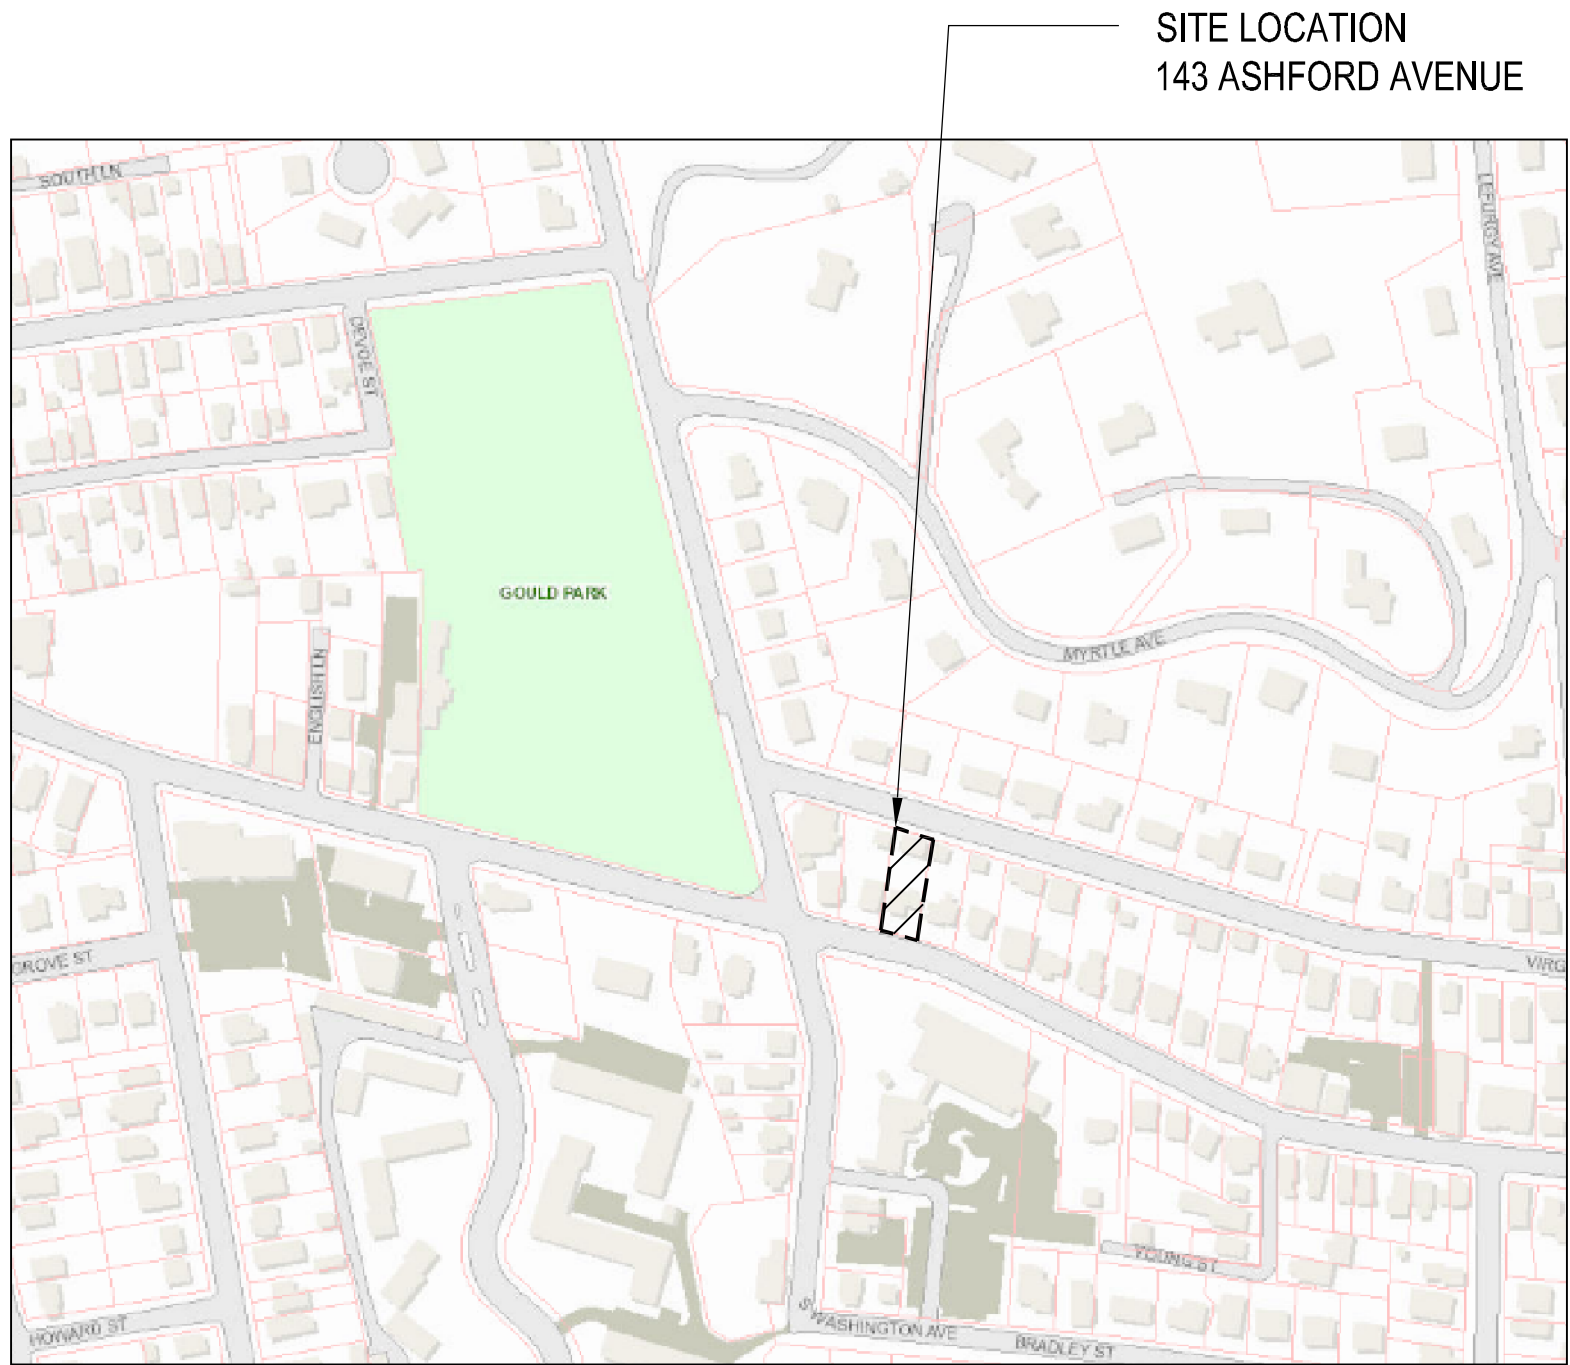 SITE LOCATION
143 ASHFORD AVENUE
SOUTH LN
LEFURGY AVE
DEVOE ST
GOULD PARK
MYRTLE AVE
ENGLISH LN
GROVE ST
VIRG
YOUNG ST
HOWARD ST
S WASHINGTON AVE
BRADLEY ST